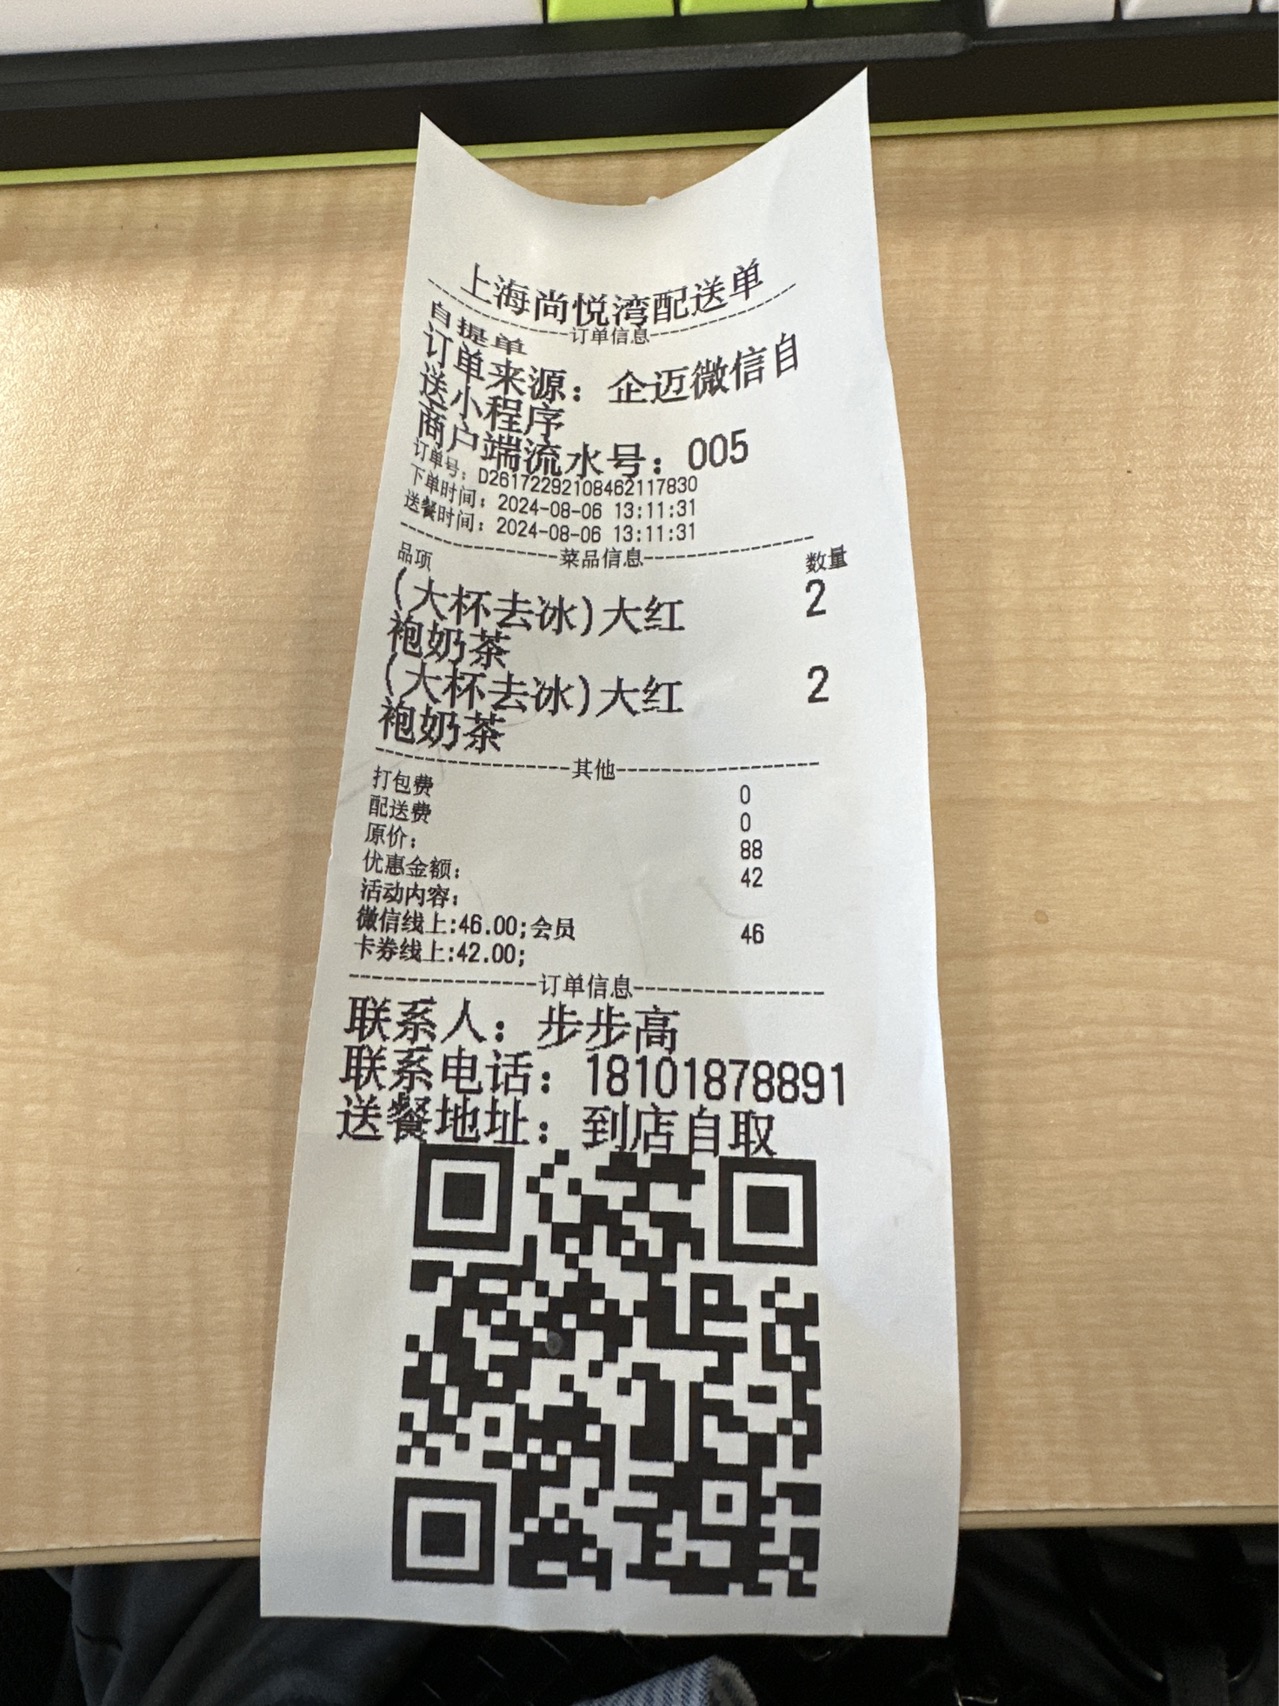 上海尚悦湾配送单
订单信息
自提单
订单来源：企迈微信自
送小程序
商户端流水号：005
订单号：D26172292108462117830
下单时间：2024-08-06 13:11:31
送餐时间：2024-08-06 13:11:31
菜品信息
品项 数量
(大杯去冰)大红 2
袍奶茶
(大杯去冰)大红 2
袍奶茶
其他
打包费 0
配送费 0
原价： 88
优惠金额： 42
活动内容：
微信线上:46.00;会员 46
卡券线上:42.00;
订单信息
联系人：步步高
联系电话：18101878891
送餐地址：到店自取